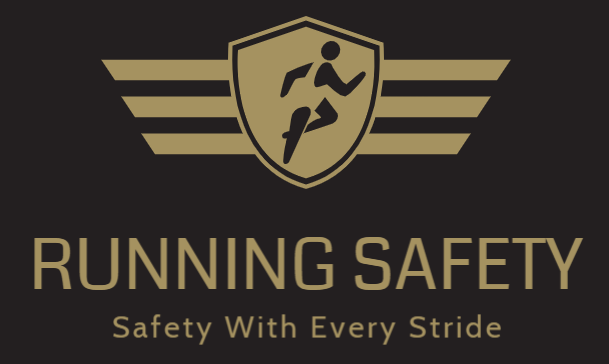 RUNNING SAFETY
Safety With Every Stride